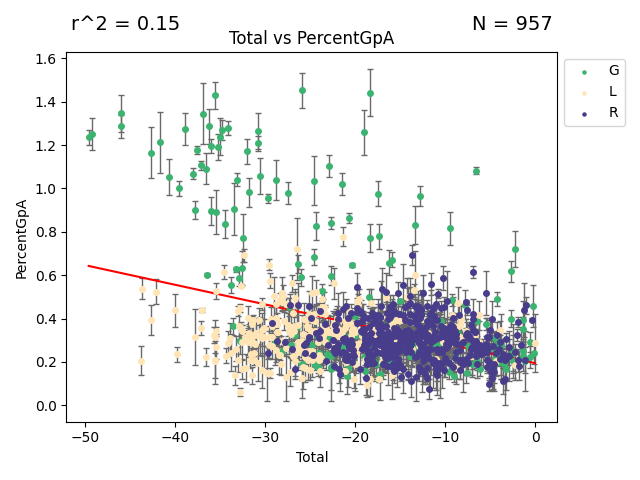 r^2 = 0.15
N = 957
Total vs PercentGpA
G
L
R
PercentGpA
1.6
1.4
1.2
1.0
0.8
0.6
0.4
0.2
0.0
−50
−40
−30
−20
−10
0
Total